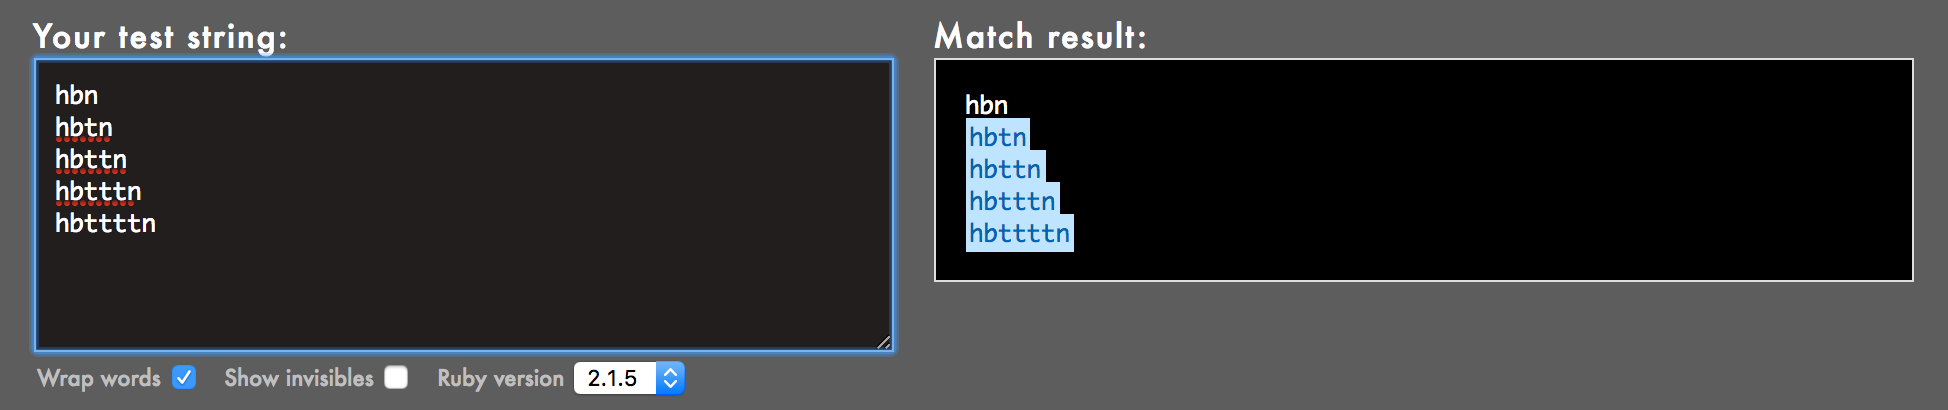 Your test string:
hbn
hbtn
hbttn
hbtttn
hbttttn
Wrap words Show invisibles Ruby version 2.1.5
Match result:
hbn
hbtn
hbttn
hbtttn
hbttttn